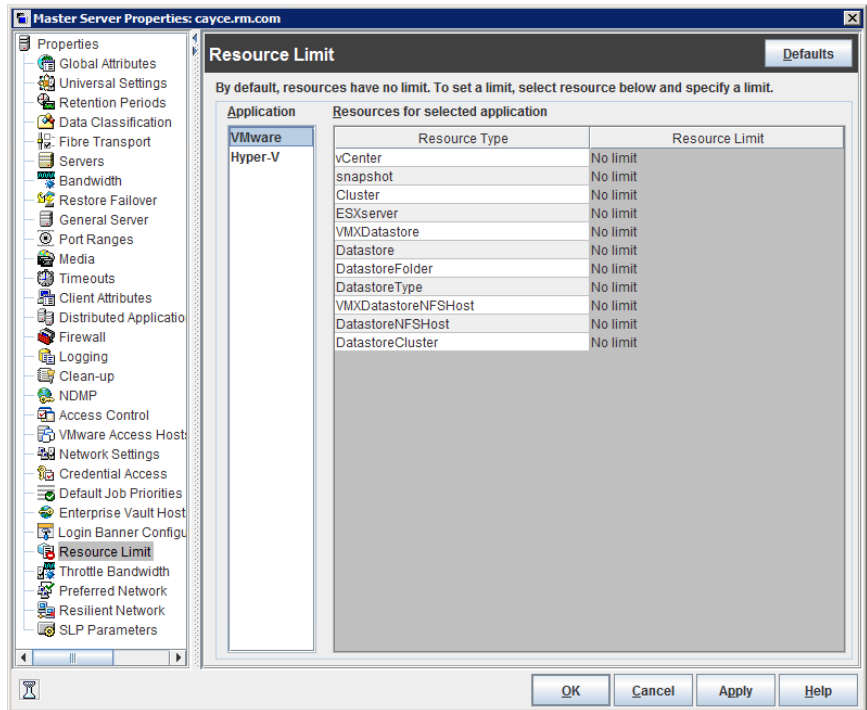 Master Server Properties: cayce.rm.com
Properties
Global Attributes
Universal Settings
Retention Periods
Data Classification
Fibre Transport
Servers
Bandwidth
Restore Failover
General Server
Port Ranges
Media
Timeouts
Client Attributes
Distributed Applicatio
Firewall
Logging
Clean-up
NDMP
Access Control
VMware Access Hosts
Network Settings
Credential Access
Default Job Priorities
Enterprise Vault Host
Login Banner Configu
Resource Limit
Throttle Bandwidth
Preferred Network
Resilient Network
SLP Parameters
Resource Limit
Defaults
By default, resources have no limit. To set a limit, select resource below and specify a limit.
Application
VMware
Hyper-V
Resources for selected application
Resource Type Resource Limit
vCenter No limit
snapshot No limit
Cluster No limit
ESXserver No limit
VMXDatastore No limit
Datastore No limit
DatastoreFolder No limit
DatastoreType No limit
VMXDatastoreNFSHost No limit
DatastoreNFSHost No limit
DatastoreCluster No limit
OK Cancel Apply Help